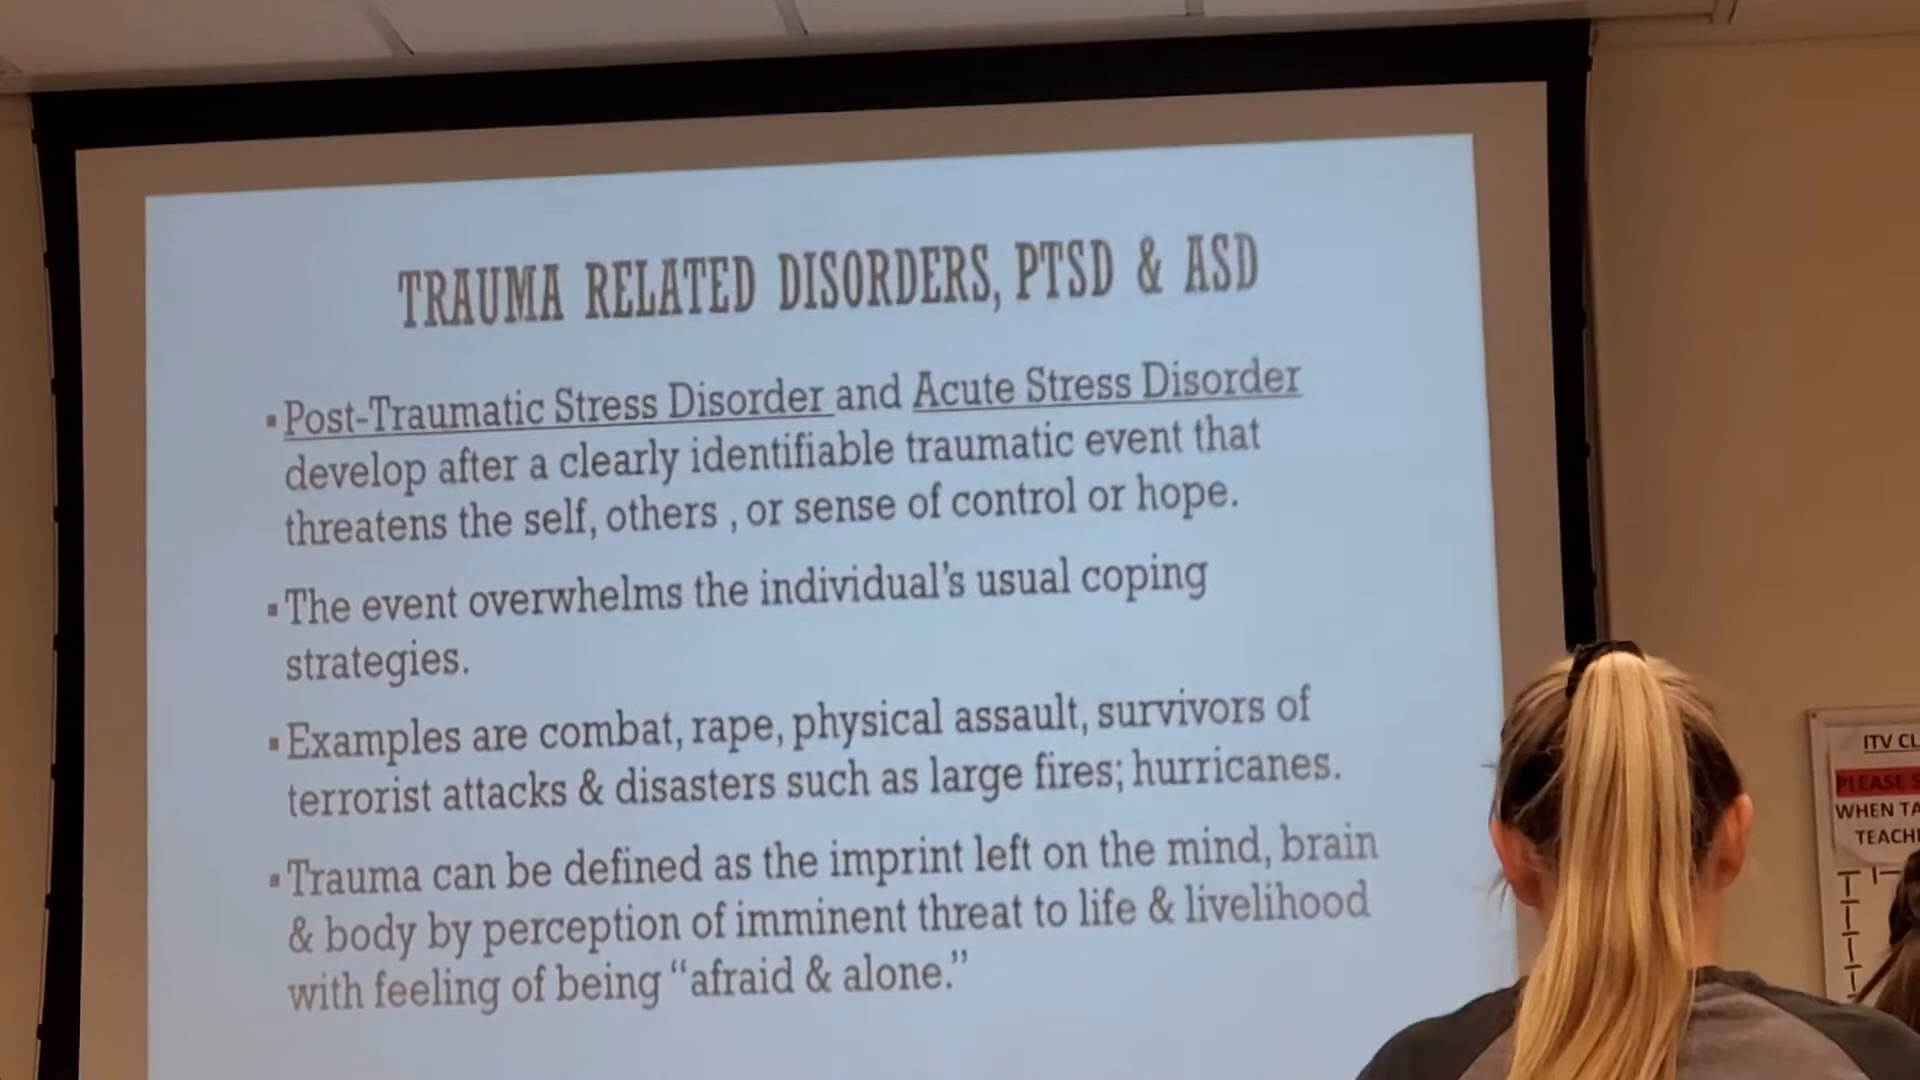 TRAUMA RELATED DISORDERS, PTSD & ASD
▪Post-Traumatic Stress Disorder and Acute Stress Disorder
develop after a clearly identifiable traumatic event that
threatens the self, others , or sense of control or hope.
▪The event overwhelms the individual's usual coping
strategies.
▪Examples are combat, rape, physical assault, survivors of
terrorist attacks & disasters such as large fires; hurricanes.
▪Trauma can be defined as the imprint left on the mind, brain
& body by perception of imminent threat to life & livelihood
with feeling of being “afraid & alone.”
ITV
PLEASE
WHEN